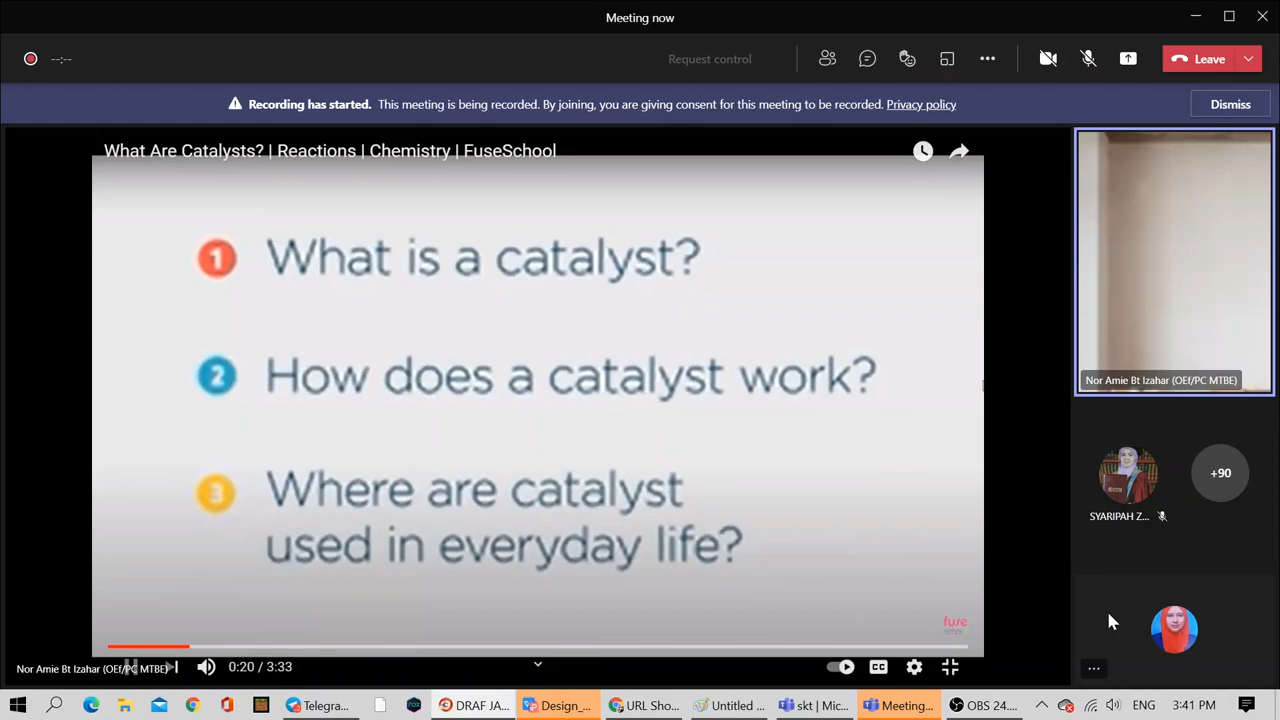 Meeting now
--:--
Request control
Leave
Recording has started. This meeting is being recorded. By joining, you are giving consent for this meeting to be recorded. Privacy policy
Dismiss
What Are Catalysts? | Reactions | Chemistry | FuseSchool
1 What is a catalyst?
2 How does a catalyst work?
3 Where are catalyst
used in everyday life?
fuse
school
Nor Amie Bt Izahar (OEf/PC MTBE)
0:20 / 3:33
CC
Nor Amie Bt Izahar (OEf/PC MTBE)
SYARIPAH Z...
+90
Telegra...
DRAF JA...
Design_...
URL Sho...
Untitled ...
skt | Mic...
Meeting...
OBS 24....
ENG
3:41 PM